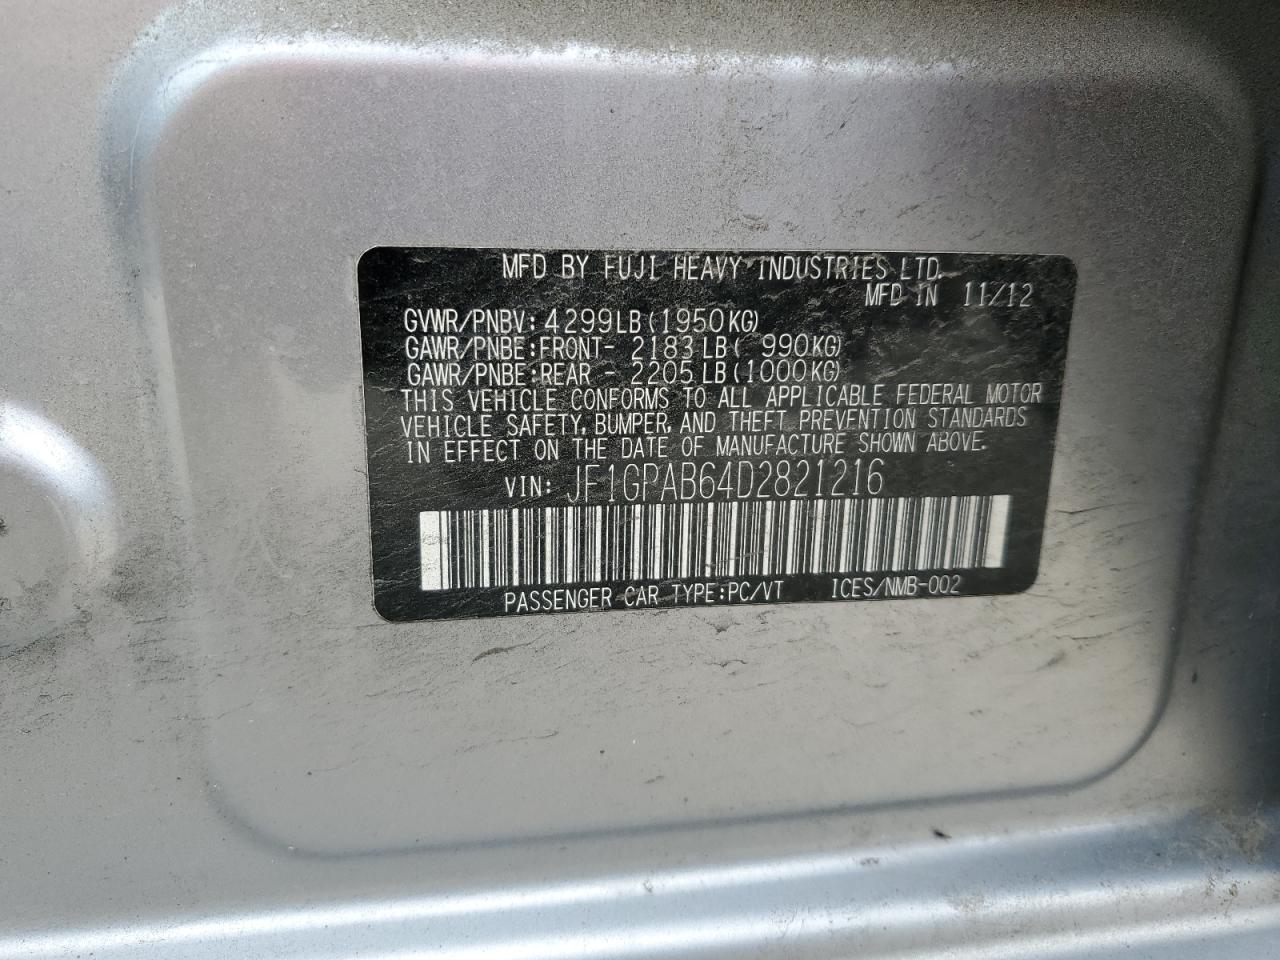 MFD BY FUJI HEAVY INDUSTRIES LTD.
MFD IN 11/12
GVWR/PNBV: 4299LB(1950KG)
GAWR/PNBE:FRONT- 2183LB( 990KG)
GAWR/PNBE:REAR - 2205LB(1000KG)
THIS VEHICLE CONFORMS TO ALL APPLICABLE FEDERAL MOTOR
VEHICLE SAFETY, BUMPER, AND THEFT PREVENTION STANDARDS
IN EFFECT ON THE DATE OF MANUFACTURE SHOWN ABOVE.
VIN: JF1GPAB64D2821216
PASSENGER CAR TYPE:PC/VT ICES/NMB-002